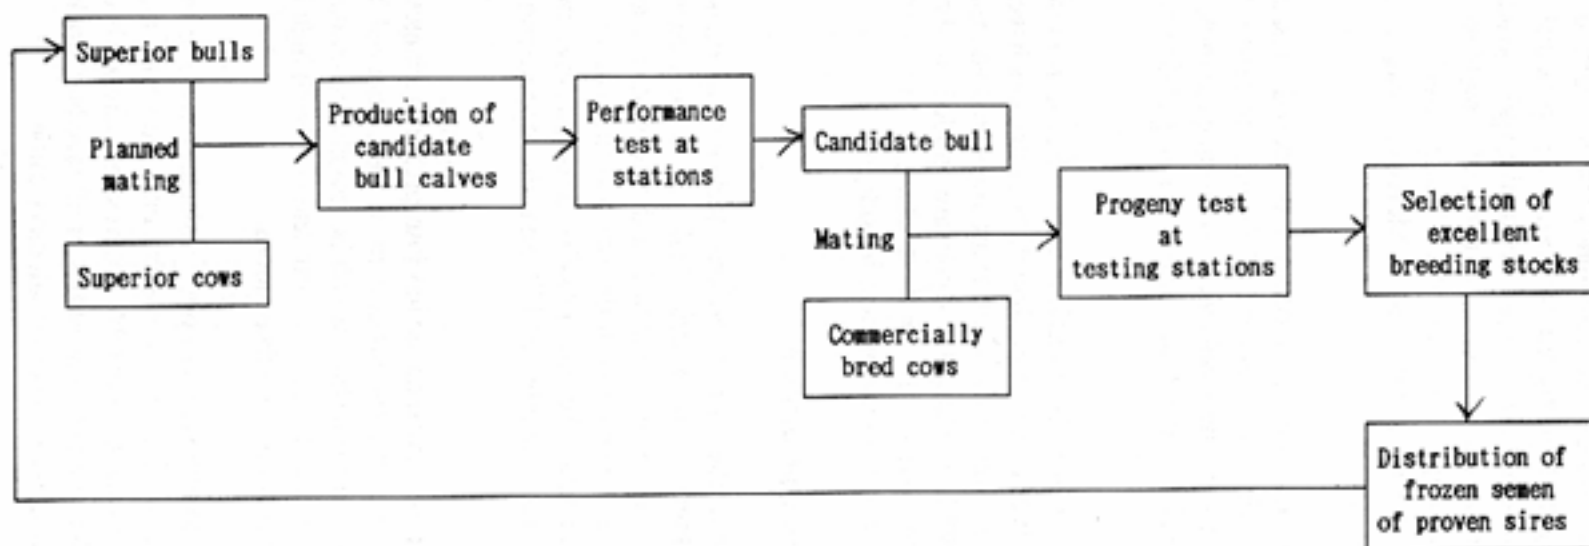 Superior bulls
Planned
mating
Superior cows
Production of
candidate
bull calves
Performance
test at
stations
Candidate bull
Mating
Commercially
bred cows
Progeny test
at
testing stations
Selection of
excellent
breeding stocks
Distribution of
frozen semen
of proven sires